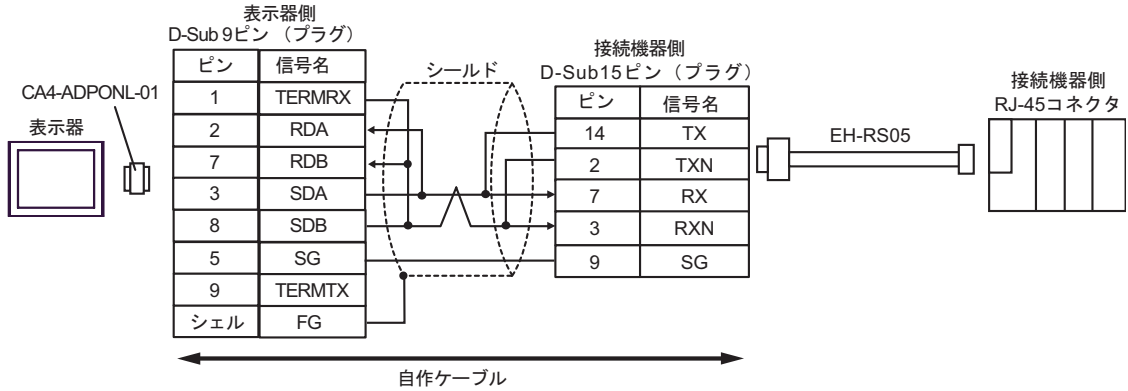 表示器側
D-Sub 9ピン （プラグ）
ピン 信号名
1 TERMRX
2 RDA
7 RDB
3 SDA
8 SDB
5 SG
9 TERMTX
シェル FG
CA4-ADPONL-01
表示器
シールド
接続機器側
D-Sub15ピン（プラグ）
ピン 信号名
14 TX
2 TXN
7 RX
3 RXN
9 SG
EH-RS05
接続機器側
RJ-45コネクタ
自作ケーブル